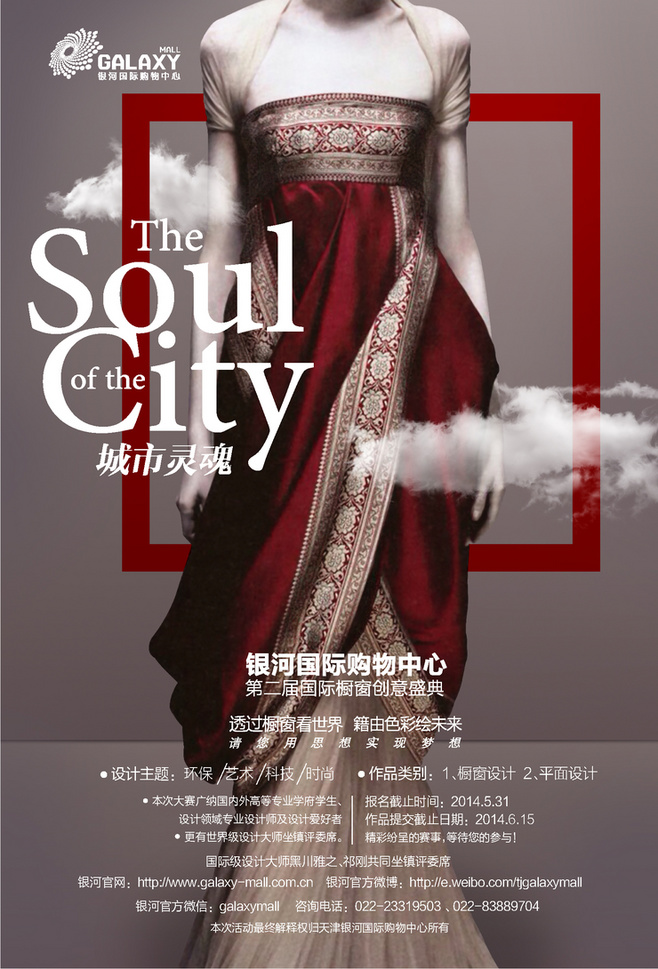 MALL
GALAXY
银河国际购物中心
The
Soul
of the
City
城市灵魂
银河国际购物中心
第二届国际橱窗创意盛典
透过橱窗看世界 籍由色彩绘未来
请您用思想实现梦想
●设计主题：环保/艺术/科技/时尚 ●作品类别：1、橱窗设计 2、平面设计
●本次大赛广纳国内外高等专业学府学生、
设计领域专业设计师及设计爱好者
●更有世界级设计大师坐镇评委席。
报名截止时间：2014.5.31
作品提交截止日期：2014.6.15
精彩纷呈的赛事，等待您的参与！
国际级设计大师黑川雅之、祁刚共同坐镇评委席
银河官网：http://www.galaxy-mall.com.cn 银河官方微博：http://e.weibo.com/tjgalaxymall
银河官方微信：galaxymall 咨询电话：022-23319503、022-83889704
本次活动最终解释权归天津银河国际购物中心所有